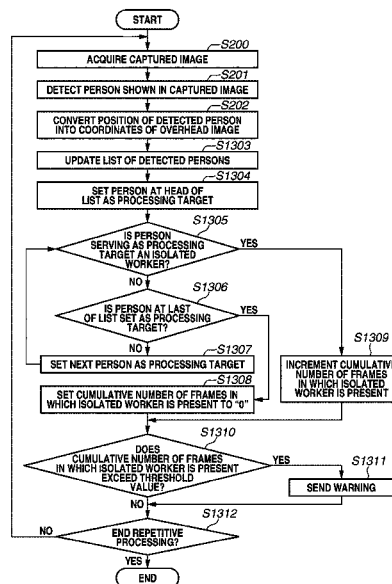 START
S200
ACQUIRE CAPTURED IMAGE
S201
DETECT PERSON SHOWN IN CAPTURED IMAGE
S202
CONVERT POSITION OF DETECTED PERSON
INTO COORDINATES OF OVERHEAD IMAGE
S1303
UPDATE LIST OF DETECTED PERSONS
S1304
SET PERSON AT HEAD OF
LIST AS PROCESSING TARGET
S1305
IS PERSON
SERVING AS PROCESSING
TARGET AN ISOLATED
WORKER?
YES
NO
S1306
IS PERSON AT LAST
OF LIST SET AS PROCESSING
TARGET?
YES
NO
S1307
SET NEXT PERSON AS PROCESSING TARGET
S1308
SET CUMULATIVE NUMBER OF FRAMES IN
WHICH ISOLATED WORKER IS PRESENT TO "0"
S1309
INCREMENT CUMULATIVE
NUMBER OF FRAMES
IN WHICH ISOLATED
WORKER IS PRESENT
S1310
DOES
CUMULATIVE NUMBER OF FRAMES
IN WHICH ISOLATED WORKER IS PRESENT
EXCEED THRESHOLD
VALUE?
YES
S1311
SEND WARNING
NO
S1312
END REPETITIVE
PROCESSING?
NO
YES
END